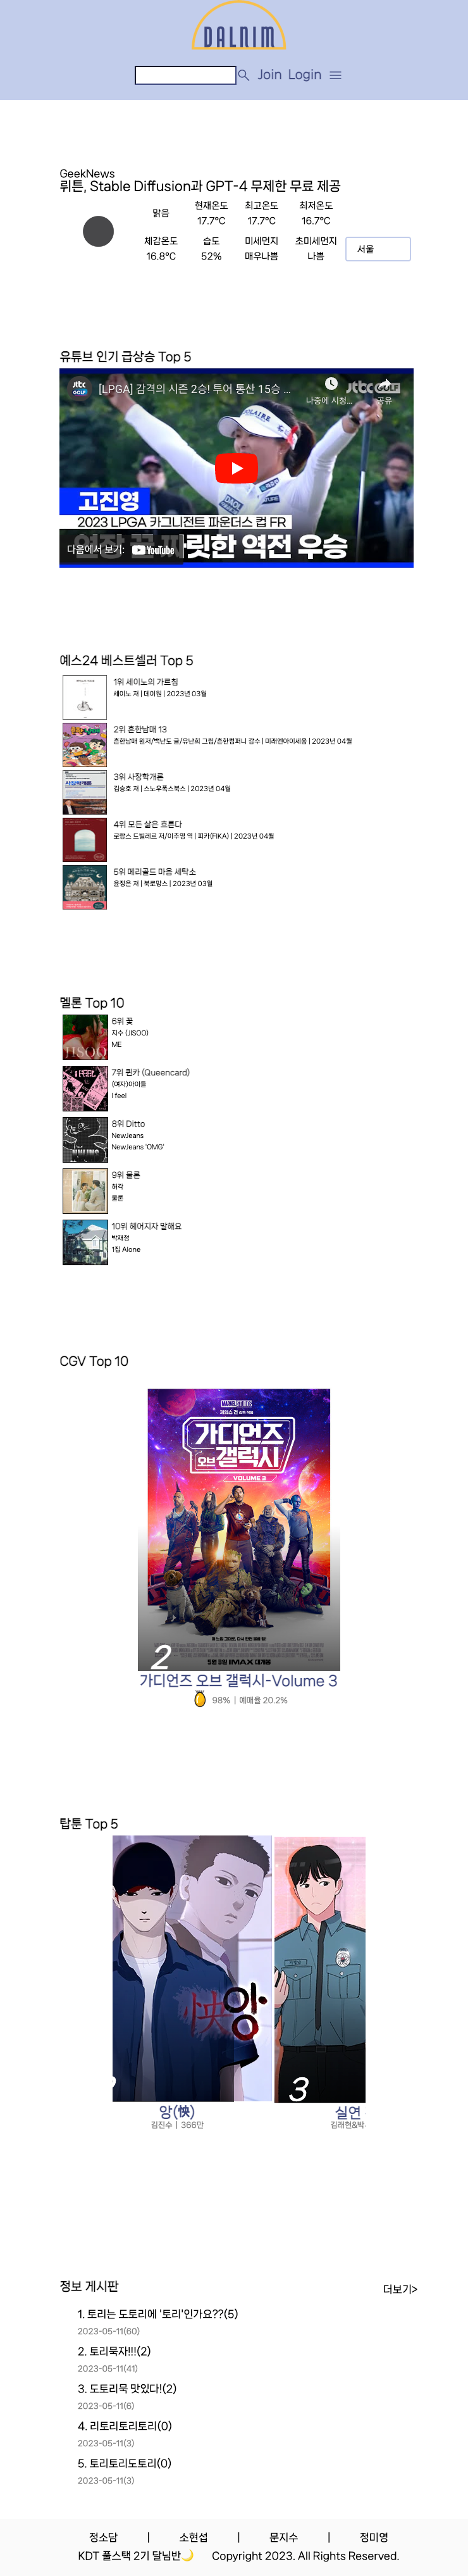 DALNIM
Join Login
GeekNews
뤼튼, Stable Diffusion과 GPT-4 무제한 무료 제공
맑음
현재온도 최고온도 최저온도
17.7°C 17.7°C 16.7°C
체감온도 습도 미세먼지 초미세먼지
16.8°C 52% 매우나쁨 나쁨
서울
유튜브 인기 급상승 Top 5
jtbc GOLF
[LPGA] 감격의 시즌 2승! 투어 통산 15승 ...
나중에 시청... 공유
jtbc GOLF
고진영
2023 LPGA 카그니전트 파운더스 컵 FR
짜릿한 역전 우승
다음에서 보기: YouTube
예스24 베스트셀러 Top 5
1위 세이노의 가르침
세이노 저 | 데이원 | 2023년 03월
2위 흔한남매 13
흔한남매 원저/백난도 글/유난희 그림/흔한컴퍼니 감수 | 미래엔아이세움 | 2023년 04월
3위 사장학개론
김승호 저 | 스노우폭스북스 | 2023년 04월
4위 모든 삶은 흐른다
로랑스 드빌레르 저/이주영 역 | 피카(FIKA) | 2023년 04월
5위 메리골드 마음 세탁소
윤정은 저 | 북로망스 | 2023년 03월
멜론 Top 10
6위 꽃
지수 (JISOO)
ME
7위 퀸카 (Queencard)
(여자)아이들
I feel
8위 Ditto
NewJeans
NewJeans 'OMG'
9위 물론
허각
물론
10위 헤어지자 말해요
박재정
1집 Alone
CGV Top 10
MARVEL STUDIOS
가디언즈
오브
갤럭시
VOLUME 3
5월 3일 IMAX 대개봉
2
가디언즈 오브 갤럭시-Volume 3
98% | 예매율 20.2%
탑툰 Top 5
快
앙
3
앙(怏) 실연
김진수 | 366만 김래현&박
정보 게시판 더보기>
1. 토리는 도토리에 '토리'인가요??(5)
2023-05-11(60)
2. 토리묵자!!!(2)
2023-05-11(41)
3. 도토리묵 맛있다!(2)
2023-05-11(6)
4. 리토리토리토리(0)
2023-05-11(3)
5. 토리토리도토리(0)
2023-05-11(3)
정소담 | 소현섭 | 문지수 | 정미영
KDT 풀스택 2기 달님반🌙 Copyright 2023. All Rights Reserved.